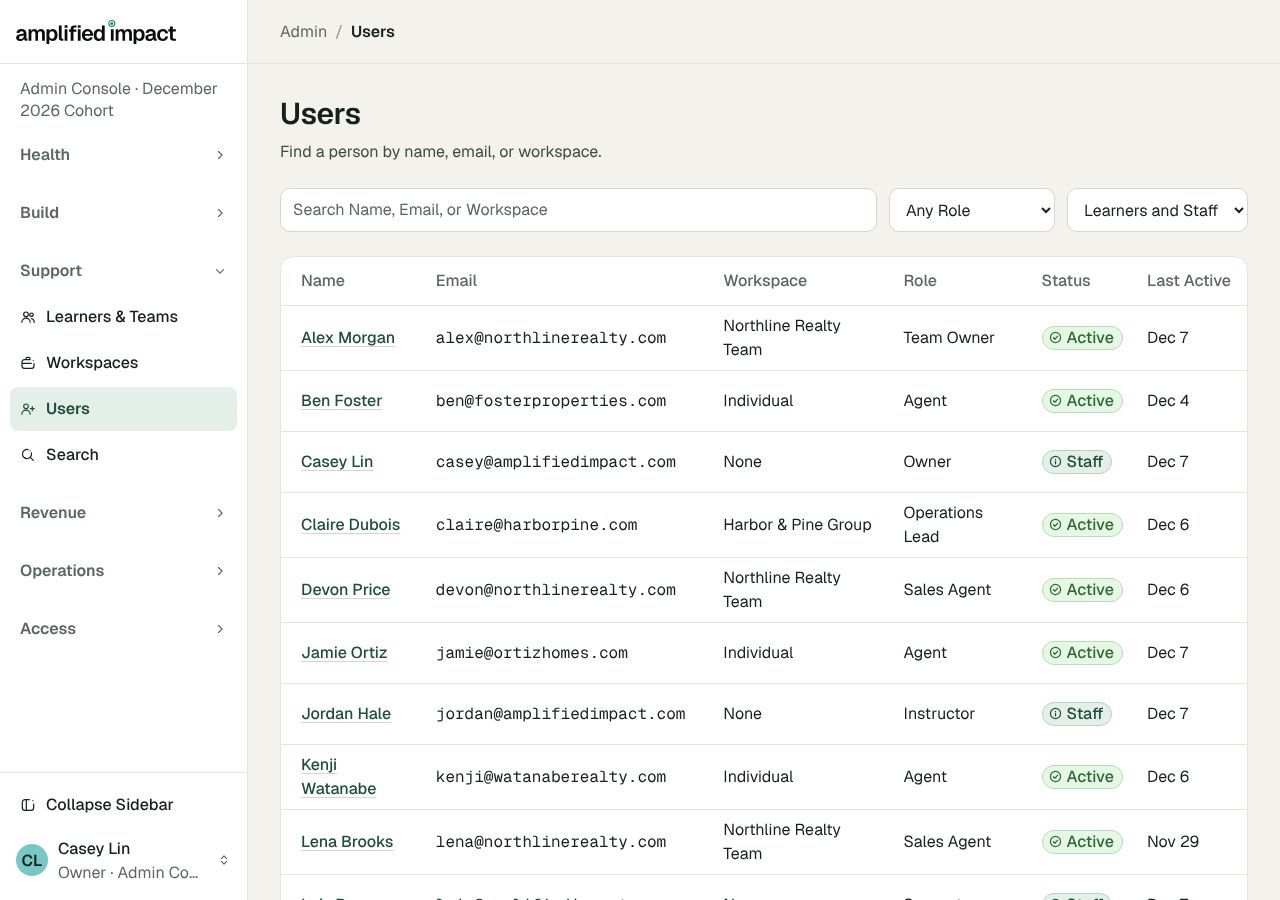 amplified impact
Admin / Users
Admin Console · December
2026 Cohort
Health
Build
Support
Learners & Teams
Workspaces
Users
Search
Revenue
Operations
Access
Collapse Sidebar
CL
Casey Lin
Owner · Admin Co...
Users
Find a person by name, email, or workspace.
Search Name, Email, or Workspace
Any Role
Learners and Staff
Name Email Workspace Role Status Last Active
Alex Morgan alex@northlinerealty.com Northline Realty Team Team Owner Active Dec 7
Ben Foster ben@fosterproperties.com Individual Agent Active Dec 4
Casey Lin casey@amplifiedimpact.com None Owner Staff Dec 7
Claire Dubois claire@harborpine.com Harbor & Pine Group Operations Lead Active Dec 6
Devon Price devon@northlinerealty.com Northline Realty Team Sales Agent Active Dec 6
Jamie Ortiz jamie@ortizhomes.com Individual Agent Active Dec 7
Jordan Hale jordan@amplifiedimpact.com None Instructor Staff Dec 7
Kenji Watanabe kenji@watanaberealty.com Individual Agent Active Dec 6
Lena Brooks lena@northlinerealty.com Northline Realty Team Sales Agent Active Nov 29